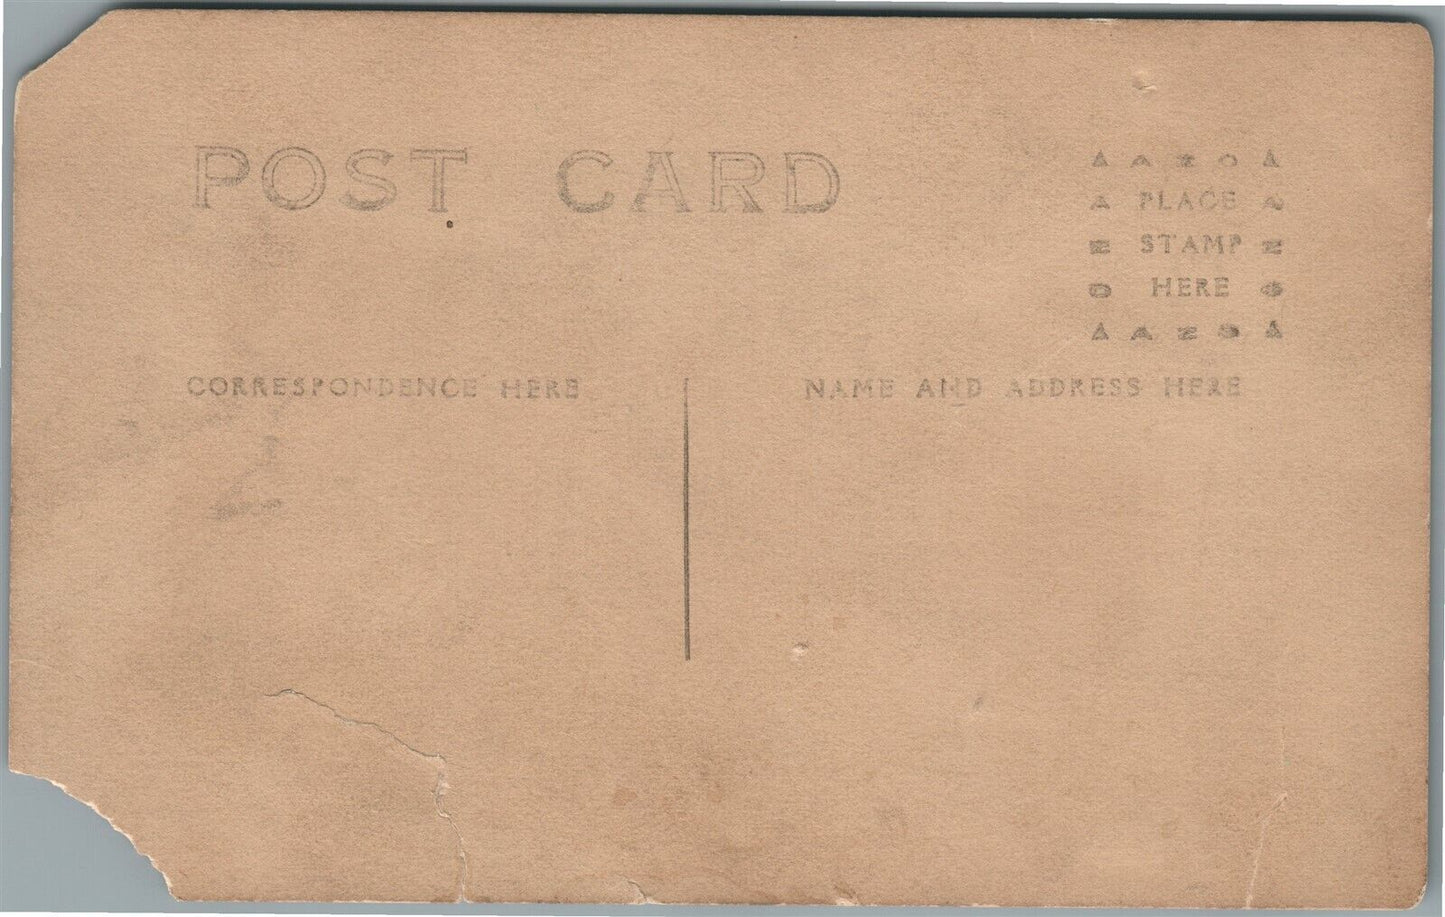 POST CARD
A A Z O A
A PLACE A
Z STAMP Z
O HERE O
A A Z O A
CORRESPONDENCE HERE
NAME AND ADDRESS HERE